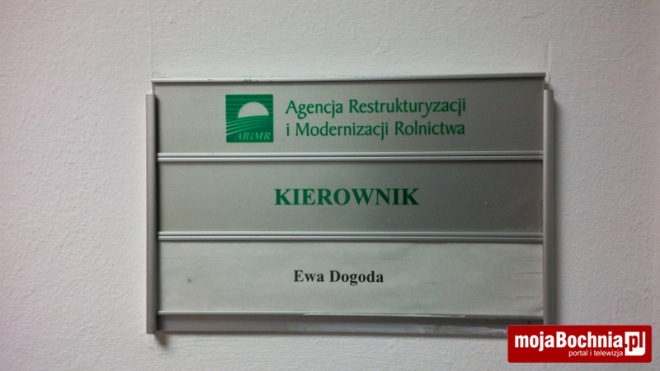 ARiMR
Agencja Restrukturyzacji
i Modernizacji Rolnictwa
KIEROWNIK
Ewa Dogoda
mojaBochnia.pl
portal i telewizja